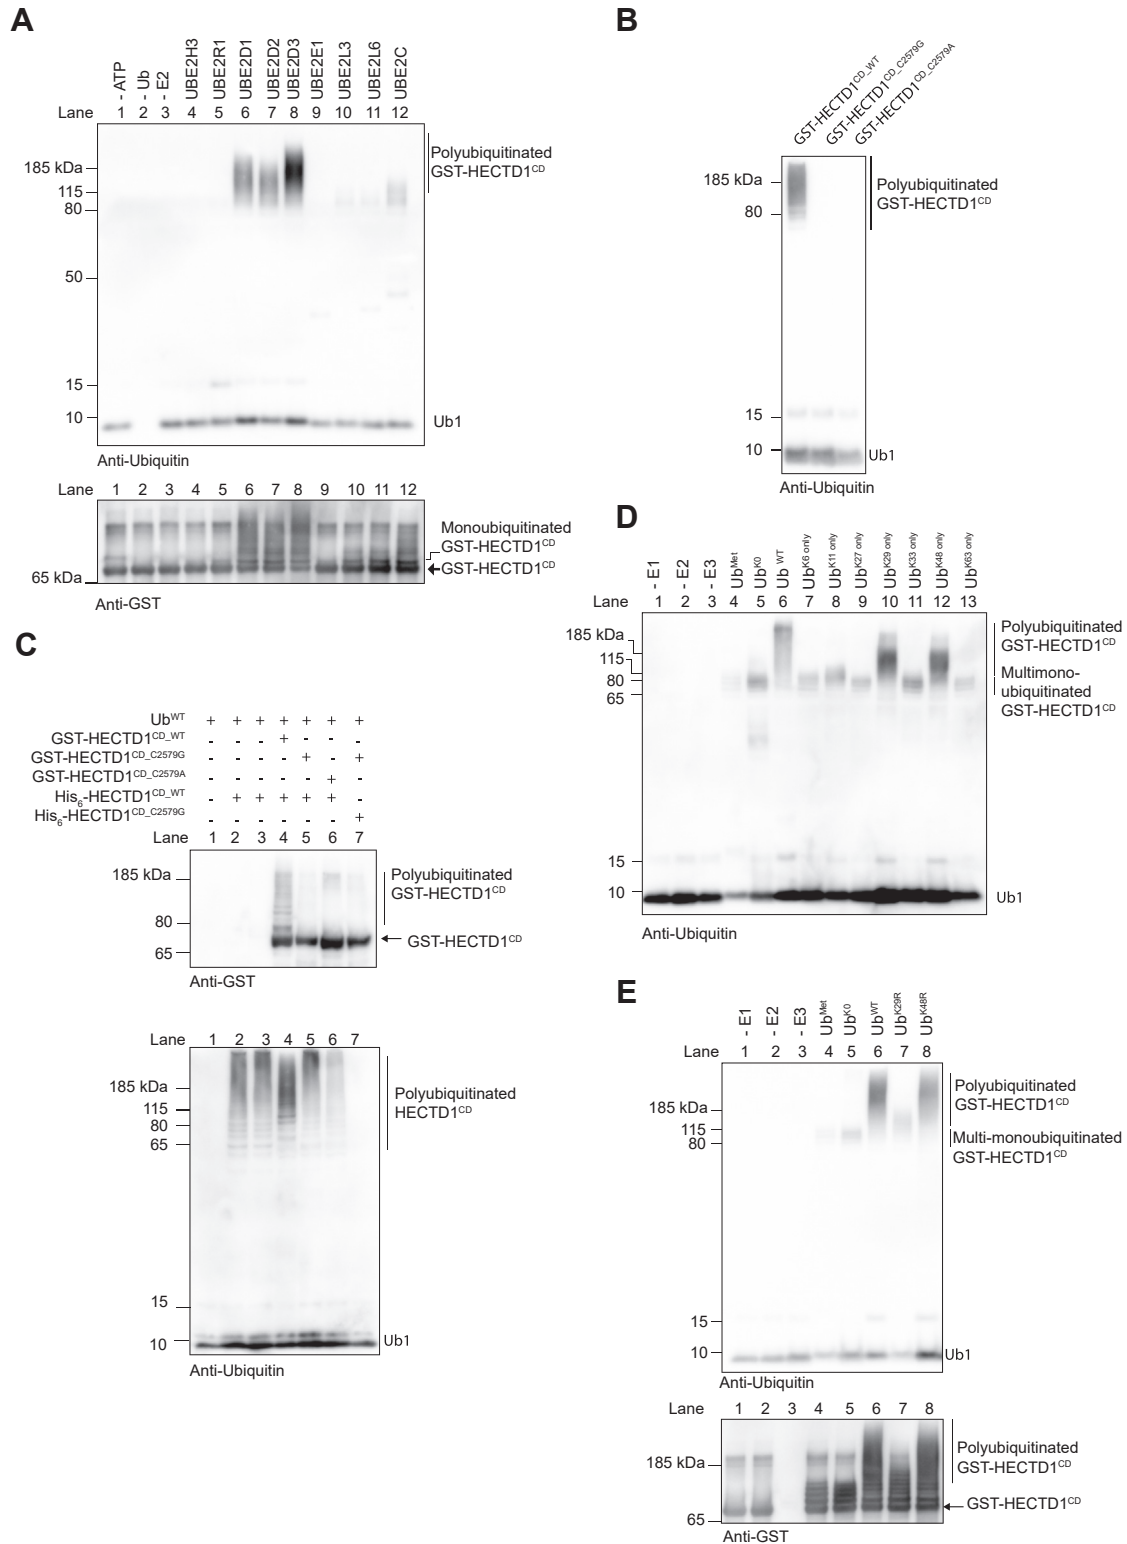 A
- ATP
- Ub
- E2
UBE2H3
UBE2R1
UBE2D1
UBE2D2
UBE2D3
UBE2E1
UBE2L3
UBE2L6
UBE2C
Lane 1 2 3 4 5 6 7 8 9 10 11 12
185 kDa
115
80
50
15
10
Polyubiquitinated
GST-HECTD1CD
Ub1
Anti-Ubiquitin
Lane 1 2 3 4 5 6 7 8 9 10 11 12
65 kDa
Monoubiquitinated
GST-HECTD1CD
GST-HECTD1CD
Anti-GST
B
GST-HECTD1CD_WT
GST-HECTD1CD_C2579G
GST-HECTD1CD_C2579A
185 kDa
80
15
10
Polyubiquitinated
GST-HECTD1CD
Ub1
Anti-Ubiquitin
C
UbWT + + + + + + +
GST-HECTD1CD_WT - - - + - - -
GST-HECTD1CD_C2579G - - - - + - +
GST-HECTD1CD_C2579A - - - - - + -
His6-HECTD1CD_WT - + + + + + -
His6-HECTD1CD_C2579G - - - - - - +
Lane 1 2 3 4 5 6 7
185 kDa
80
65
Polyubiquitinated
GST-HECTD1CD
GST-HECTD1CD
Anti-GST
Lane 1 2 3 4 5 6 7
185 kDa
115
80
65
15
10
Polyubiquitinated
HECTD1CD
Ub1
Anti-Ubiquitin
D
- E1
- E2
- E3
UbMet
UbK0
UbWT
UbK6 only
UbK11 only
UbK27 only
UbK29 only
UbK33 only
UbK48 only
UbK63 only
Lane 1 2 3 4 5 6 7 8 9 10 11 12 13
185 kDa
115
80
65
15
10
Polyubiquitinated
GST-HECTD1CD
Multimono-
ubiquitinated
GST-HECTD1CD
Ub1
Anti-Ubiquitin
E
- E1
- E2
- E3
UbMet
UbK0
UbWT
UbK29R
UbK48R
Lane 1 2 3 4 5 6 7 8
185 kDa
115
80
15
10
Polyubiquitinated
GST-HECTD1CD
Multi-monoubiquitinated
GST-HECTD1CD
Ub1
Anti-Ubiquitin
Lane 1 2 3 4 5 6 7 8
185 kDa
65
Polyubiquitinated
GST-HECTD1CD
GST-HECTD1CD
Anti-GST